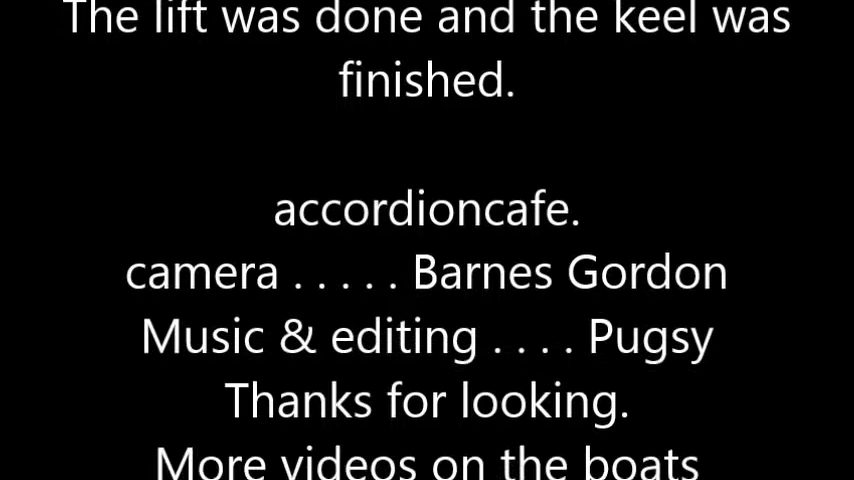 The lift was done and the keel was
finished.
accordioncafe.
camera . . . . . Barnes Gordon
Music & editing . . . . Pugsy
Thanks for looking.
More videos on the boats